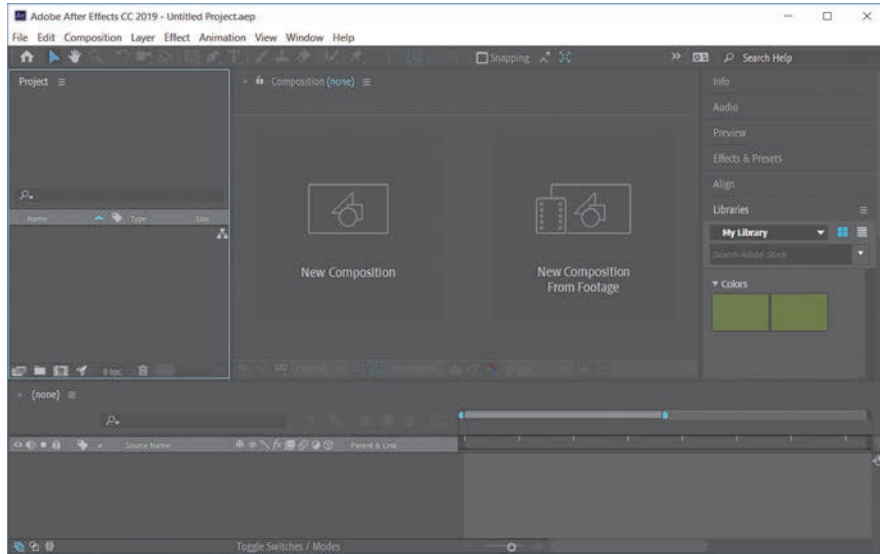 Ae Adobe After Effects CC 2019 - Untitled Project.aep
File Edit Composition Layer Effect Animation View Window Help
Snapping
Search Help
Project
Composition (none)
Info
Audio
Preview
Effects & Presets
Align
Libraries
Name Type Size
My Library
Search Adobe Stock
New Composition
New Composition
From Footage
Colors
8 bpc
(none)
Source Name
Parent & Link
Toggle Switches / Modes